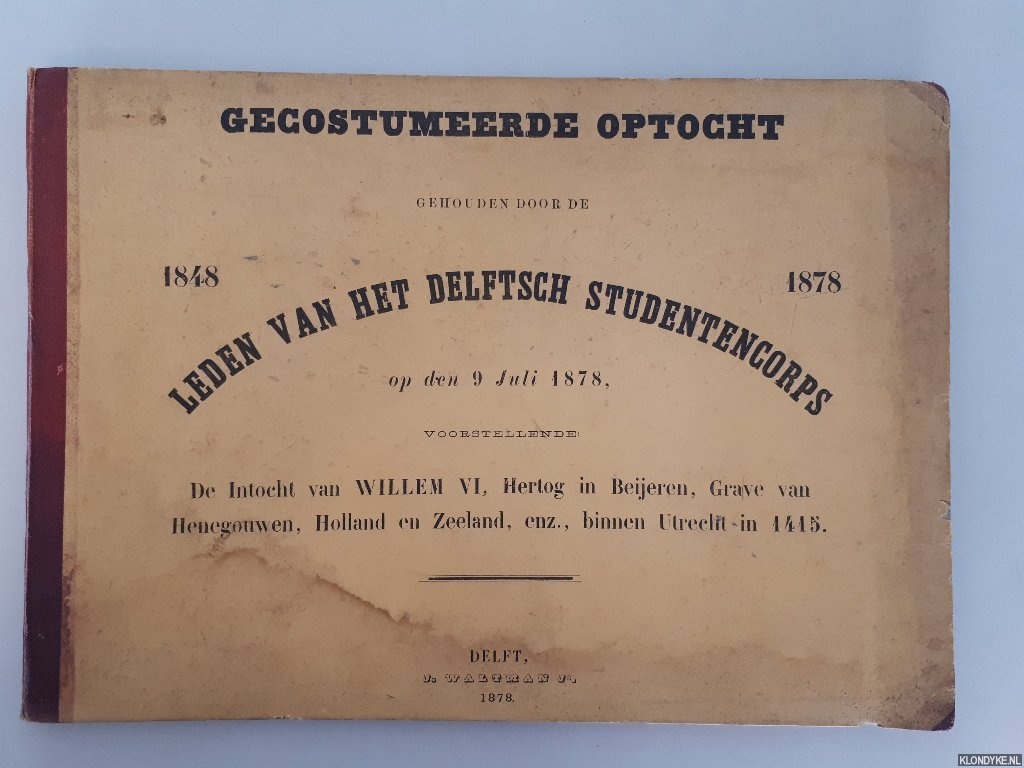 GECOSTUMEERDE OPTOCHT
GEHOUDEN DOOR DE
1848 1878
LEDEN VAN HET DELFTSCH STUDENTENCORPS
op den 9 Juli 1878,
VOORSTELLENDE:
De Intocht van WILLEM VI, Hertog in Beijeren, Grave van
Henegouwen, Holland en Zeeland, enz., binnen Utrecht in 1415.
DELFT,
J. WALTMAN Jr.
1878.
KLONDYKE.NL